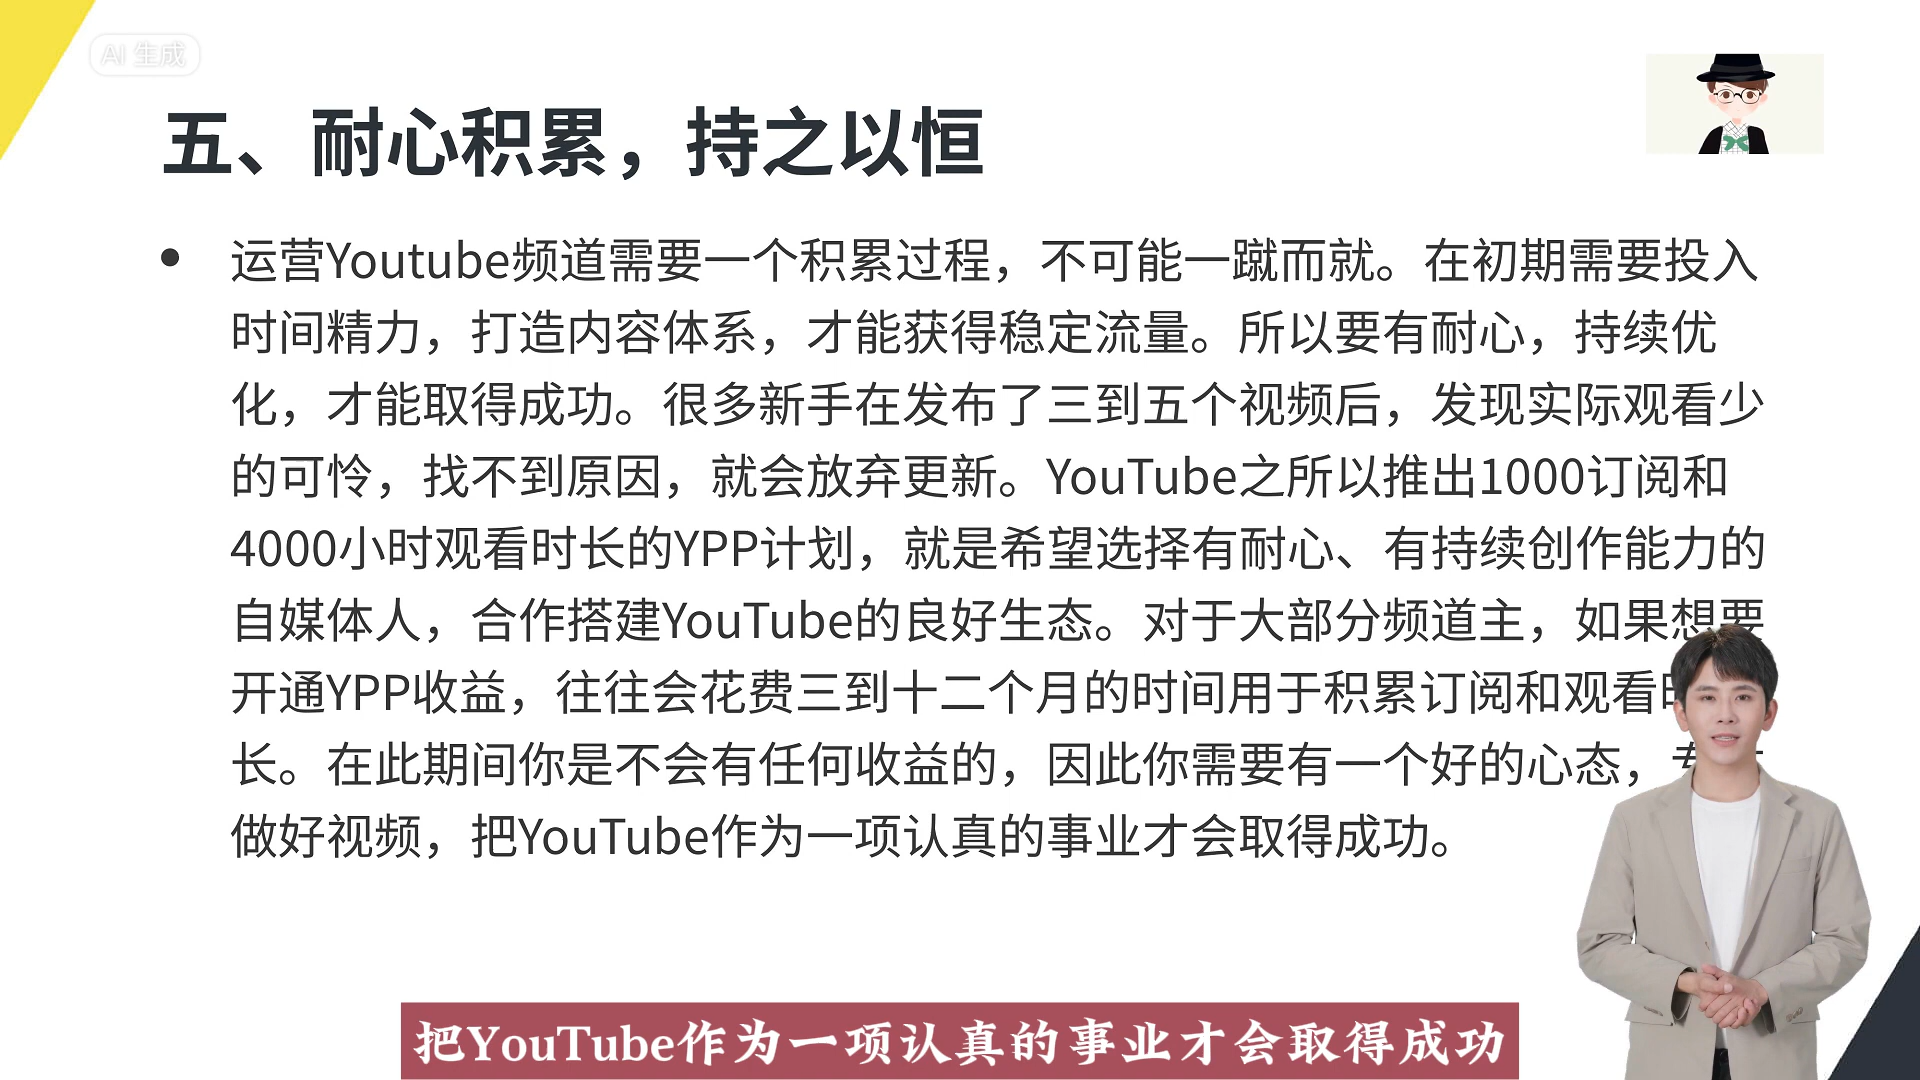 AI 生成
五、耐心积累，持之以恒
运营Youtube频道需要一个积累过程，不可能一蹴而就。在初期需要投入
时间精力，打造内容体系，才能获得稳定流量。所以要有耐心，持续优
化，才能取得成功。很多新手在发布了三到五个视频后，发现实际观看少
的可怜，找不到原因，就会放弃更新。YouTube之所以推出1000订阅和
4000小时观看时长的YPP计划，就是希望选择有耐心、有持续创作能力的
自媒体人，合作搭建YouTube的良好生态。对于大部分频道主，如果想要
开通YPP收益，往往会花费三到十二个月的时间用于积累订阅和观看
长。在此期间你是不会有任何收益的，因此你需要有一个好的心态，
做好视频，把YouTube作为一项认真的事业才会取得成功。
把YouTube作为一项认真的事业才会取得成功